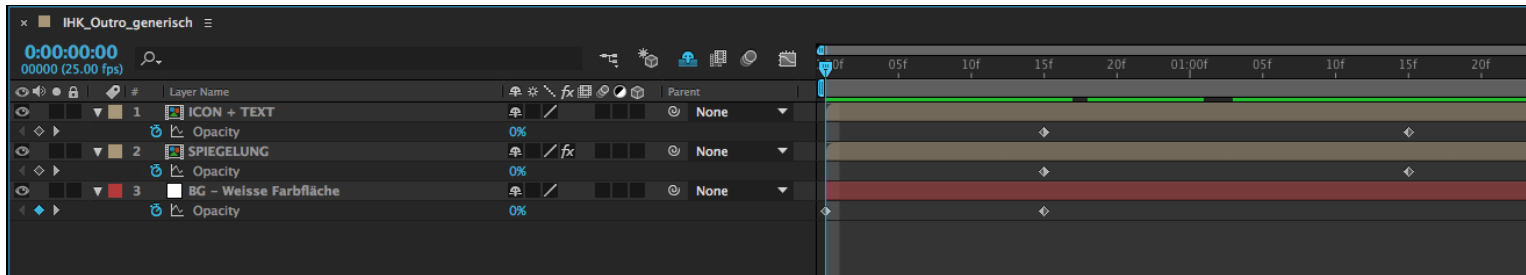 × IHK_Outro_generisch ≡
0:00:00:00
00000 (25.00 fps)
05f 10f 15f 20f 01:00f 05f 10f 15f 20f
# Layer Name fx Parent
1 ICON + TEXT None
Opacity 0%
2 SPIEGELUNG fx None
Opacity 0%
3 BG - Weisse Farbfläche None
Opacity 0%